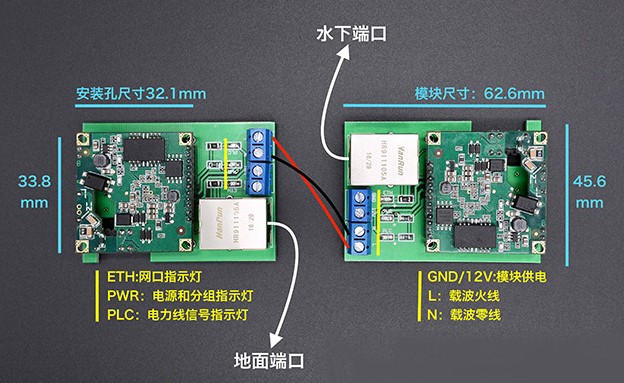 水下端口
安装孔尺寸32.1mm
模块尺寸：62.6mm
33.8
mm
45.6
mm
HanRun
HR911105A
16/20
HanRun
HR911105A
16/20
ETH:网口指示灯
PWR：电源和分组指示灯
PLC：电力线信号指示灯
GND/12V:模块供电
L：载波火线
N：载波零线
地面端口